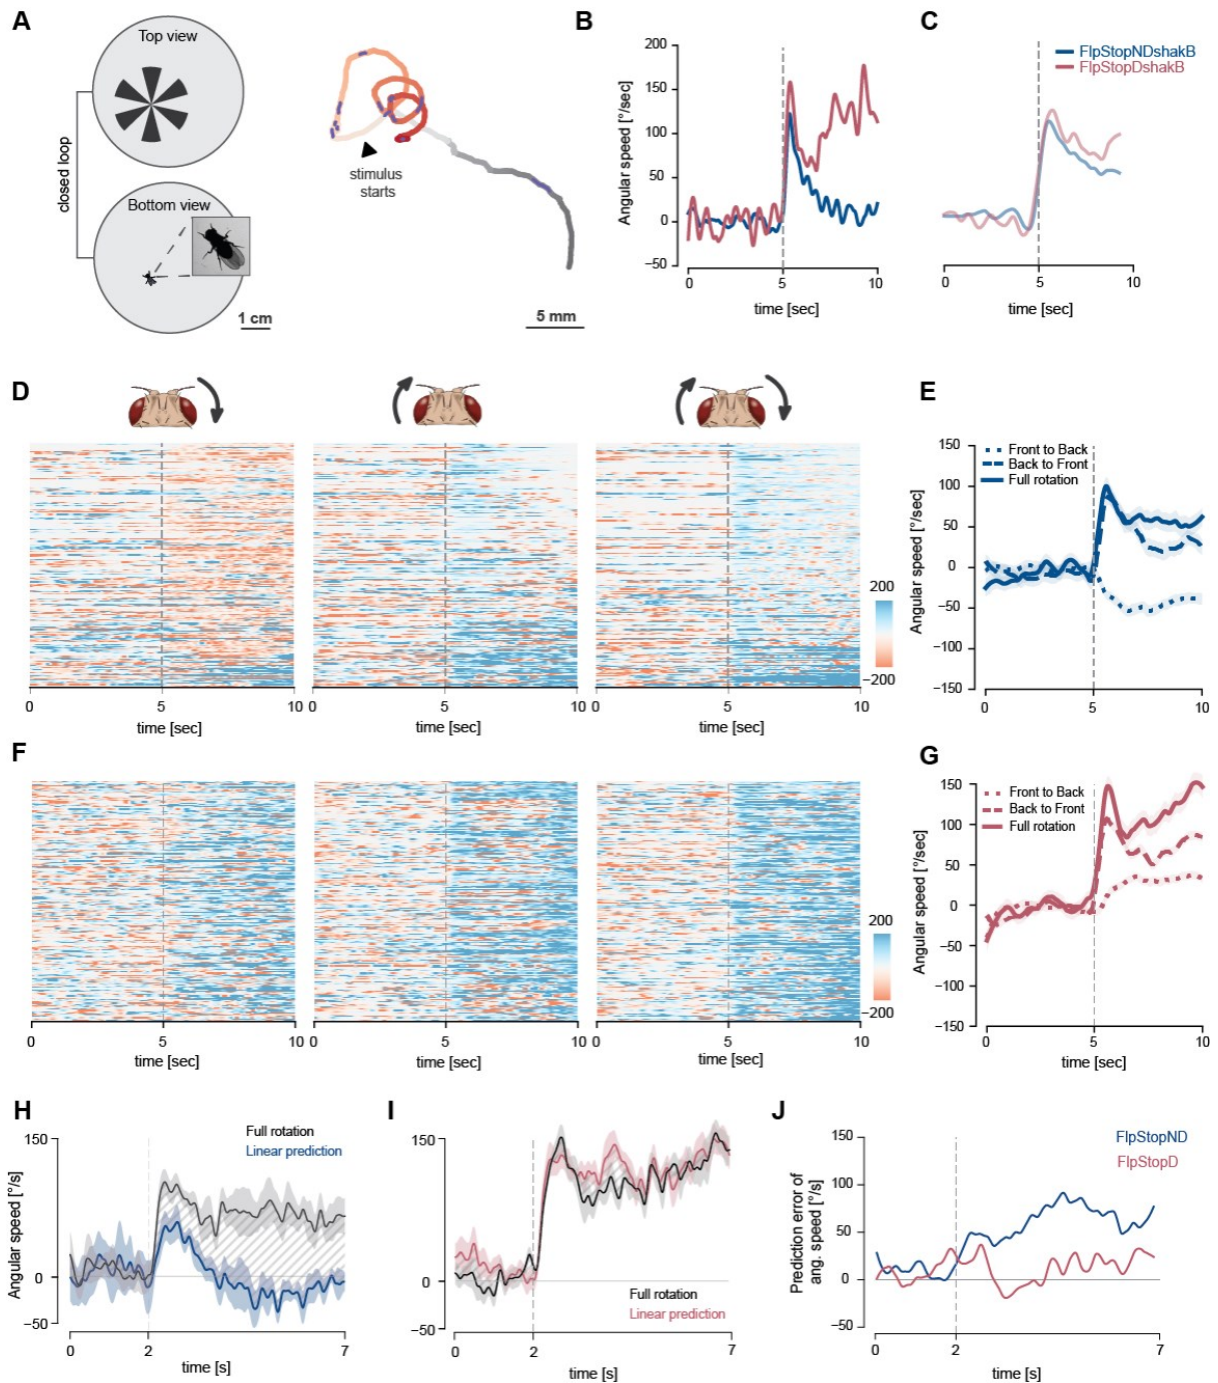 A
Top view
closed loop
Bottom view
1 cm
stimulus
starts
5 mm
B
200
150
100
50
0
−50
Angular speed [°/sec]
0
5
10
time [sec]
C
FlpStopNDshakB
FlpStopDshakB
0
5
10
time [sec]
D
200
−200
0
5
10
time [sec]
0
5
10
time [sec]
0
5
10
time [sec]
E
Front to Back
Back to Front
Full rotation
150
100
50
0
−50
−100
−150
Angular speed [°/sec]
0
5
10
F
200
−200
0
5
10
time [sec]
0
5
10
time [sec]
0
5
10
time [sec]
G
Front to Back
Back to Front
Full rotation
150
100
50
0
−50
−100
−150
Angular speed [°/sec]
0
5
10
time [sec]
H
Full rotation
Linear prediction
150
0
−50
Angular speed [°/s]
0
2
7
time [s]
I
150
0
−50
Full rotation
Linear prediction
0
2
7
time [s]
J
FlpStopND
FlpStopD
150
100
50
0
−50
Prediction error of
ang. speed [°/s]
0
2
7
time [s]